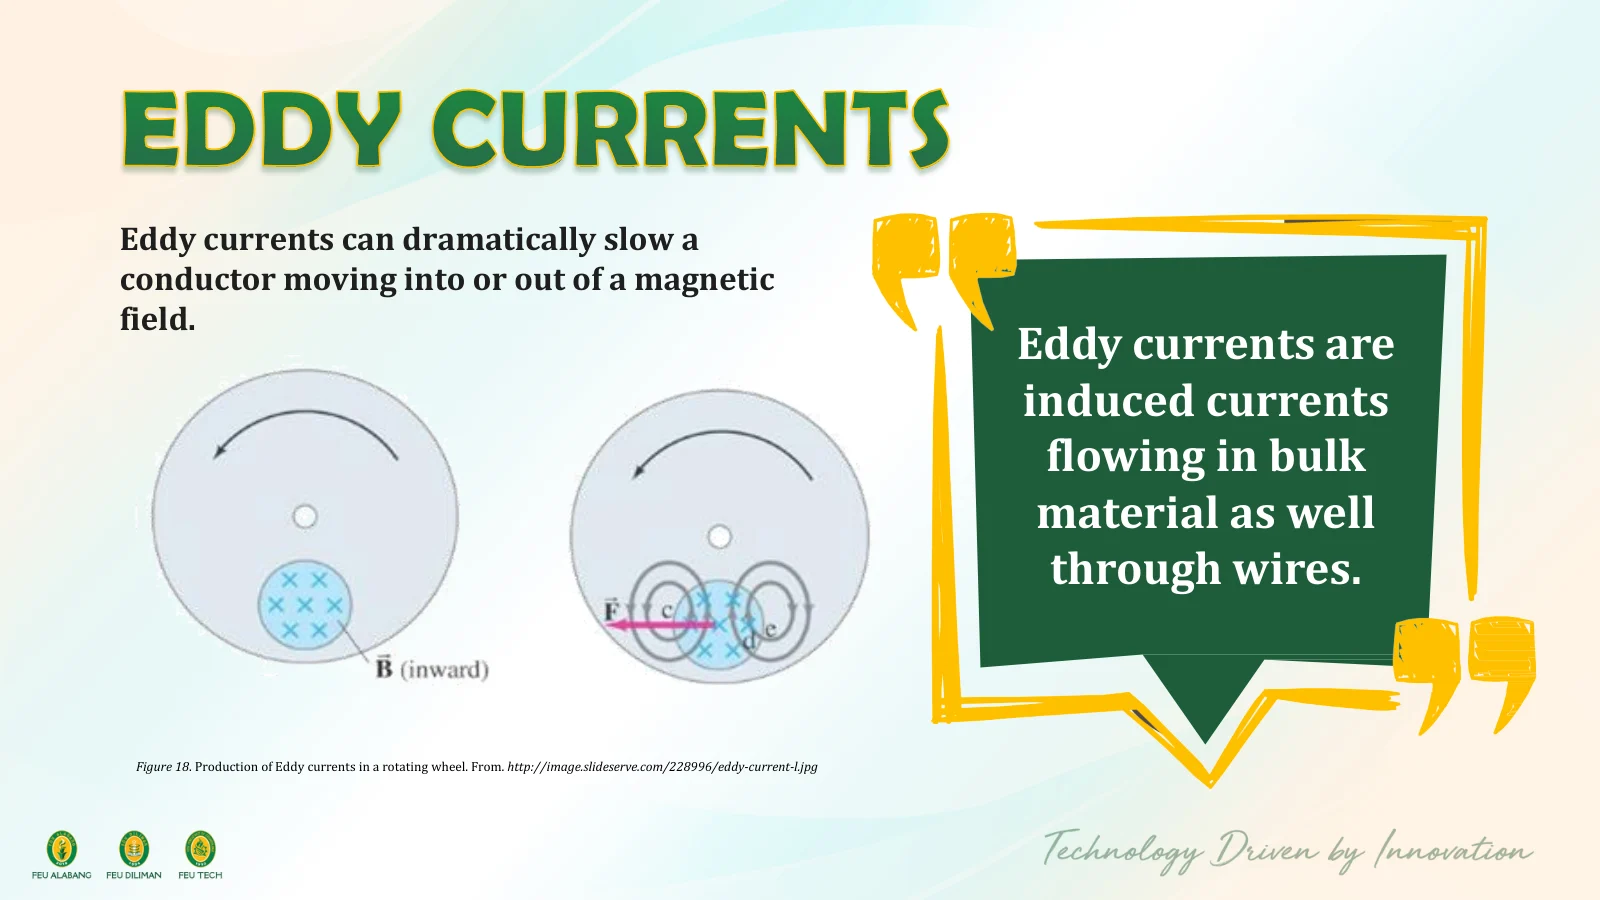 EDDY CURRENTS
Eddy currents can dramatically slow a
conductor moving into or out of a magnetic
field.
Eddy currents are
induced currents
flowing in bulk
material as well
through wires.
B (inward)
F
c
d
e
Figure 18. Production of Eddy currents in a rotating wheel. From. http://image.slideserve.com/228996/eddy-current-l.jpg
FEU ALABANG
FEU DILIMAN
FEU TECH
Technology Driven by Innovation